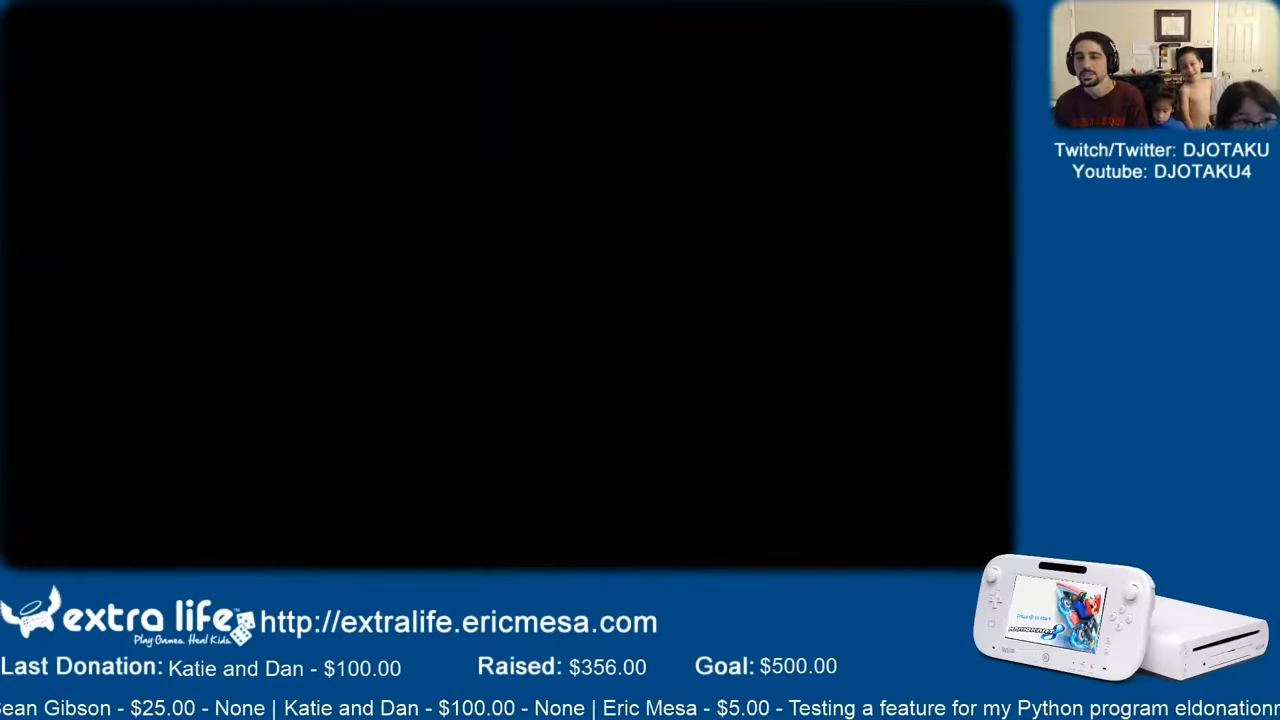 Twitch/Twitter: DJOTAKU
Youtube: DJOTAKU4
extra life
Play Games. Heal Kids.
http://extralife.ericmesa.com
Last Donation: Katie and Dan - $100.00
Raised: $356.00
Goal: $500.00
ean Gibson - $25.00 - None | Katie and Dan - $100.00 - None | Eric Mesa - $5.00 - Testing a feature for my Python program eldonationn
MARIOKART 8